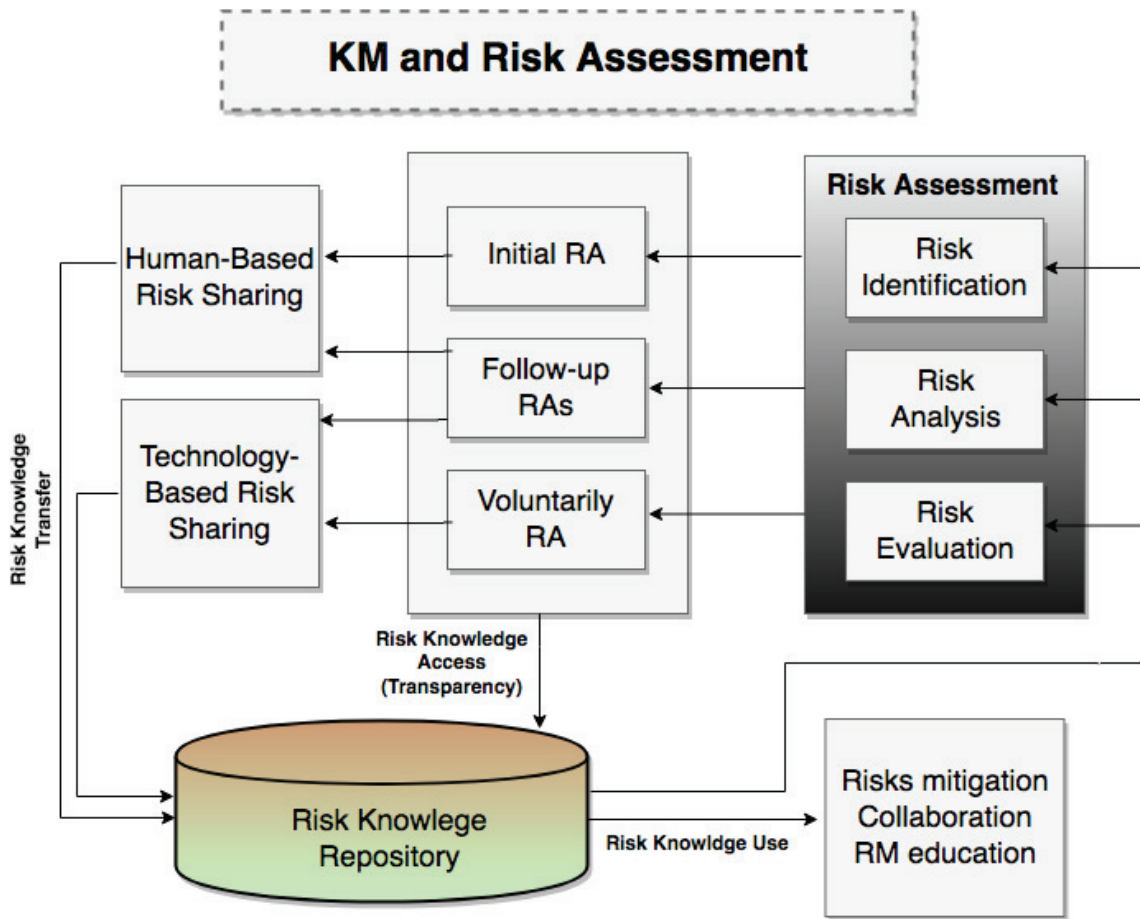 KM and Risk Assessment
Human-Based
Risk Sharing
Technology-
Based Risk
Sharing
Initial RA
Follow-up
RAs
Voluntarily
RA
Risk Assessment
Risk
Identification
Risk
Analysis
Risk
Evaluation
Risk Knowledge
Transfer
Risk Knowledge
Access
(Transparency)
Risk Knowlege
Repository
Risk Knowldge Use
Risks mitigation
Collaboration
RM education